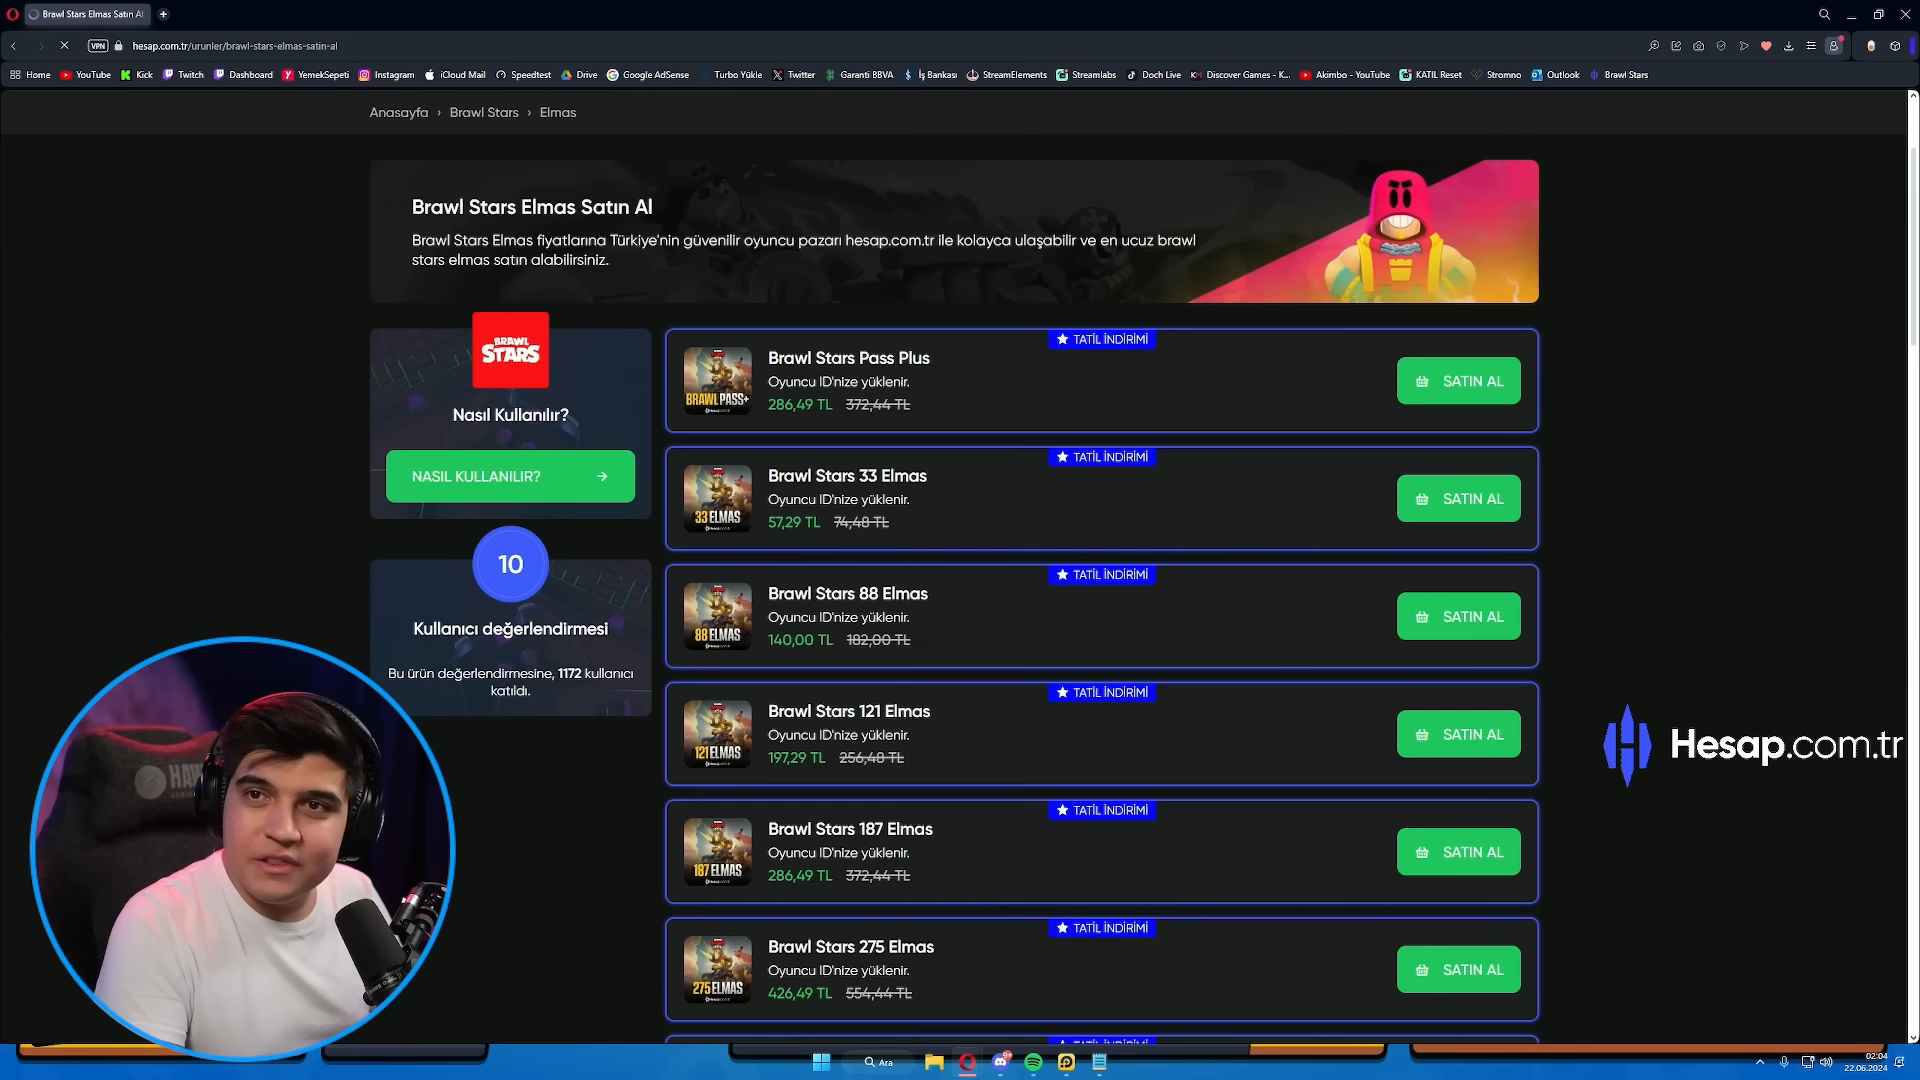 Brawl Stars Elmas Satın Al
VPN
hesap.com.tr/urunler/brawl-stars-elmas-satin-al
Home
YouTube
Kick
Twitch
Dashboard
YemekSepeti
Instagram
iCloud Mail
Speedtest
Drive
Google AdSense
Turbo Yükle
Twitter
Garanti BBVA
İş Bankası
StreamElements
Streamlabs
Doch Live
Discover Games - K...
Akimbo - YouTube
KATIL Reset
Stromno
Outlook
Brawl Stars
Anasayfa › Brawl Stars › Elmas
Brawl Stars Elmas Satın Al
Brawl Stars Elmas fiyatlarına Türkiye'nin güvenilir oyuncu pazarı hesap.com.tr ile kolayca ulaşabilir ve en ucuz brawl
stars elmas satın alabilirsiniz.
BRAWL
STARS
Nasıl Kullanılır?
NASIL KULLANILIR?
10
Kullanıcı değerlendirmesi
Bu ürün değerlendirmesine, 1172 kullanıcı
katıldı.
TATİL İNDİRİMİ
BRAWL PASS+
Brawl Stars Pass Plus
Oyuncu ID'nize yüklenir.
286,49 TL 372,44 TL
SATIN AL
TATİL İNDİRİMİ
33 ELMAS
Brawl Stars 33 Elmas
Oyuncu ID'nize yüklenir.
57,29 TL 74,48 TL
SATIN AL
TATİL İNDİRİMİ
88 ELMAS
Brawl Stars 88 Elmas
Oyuncu ID'nize yüklenir.
140,00 TL 182,00 TL
SATIN AL
TATİL İNDİRİMİ
121 ELMAS
Brawl Stars 121 Elmas
Oyuncu ID'nize yüklenir.
197,29 TL 256,48 TL
SATIN AL
TATİL İNDİRİMİ
187 ELMAS
Brawl Stars 187 Elmas
Oyuncu ID'nize yüklenir.
286,49 TL 372,44 TL
SATIN AL
TATİL İNDİRİMİ
275 ELMAS
Brawl Stars 275 Elmas
Oyuncu ID'nize yüklenir.
426,49 TL 554,44 TL
SATIN AL
TATİL İNDİRİMİ
Hesap.com.tr
Ara
02:04
22.06.2024